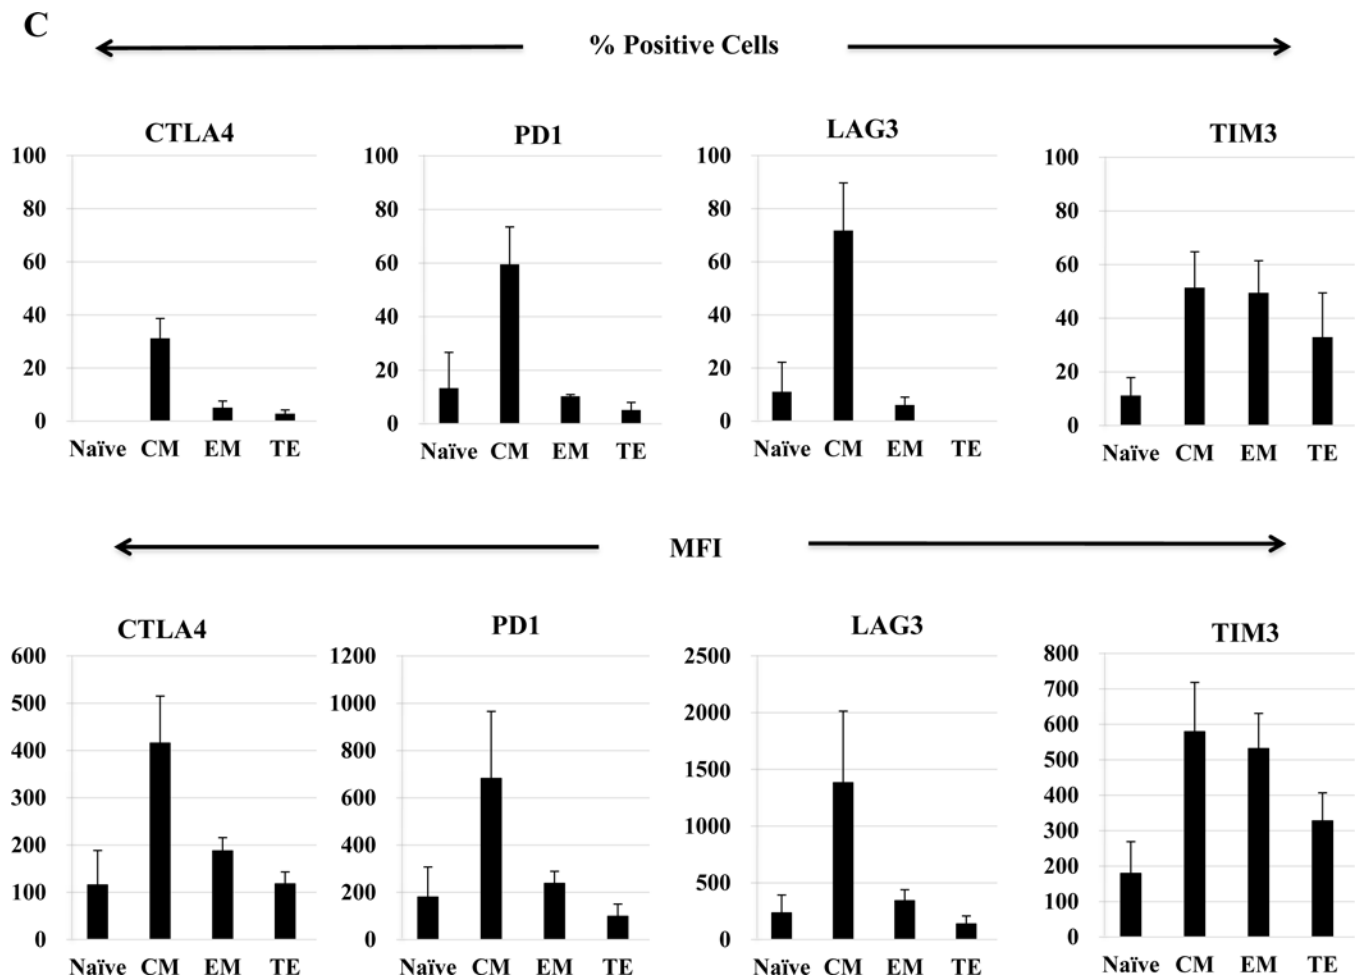 C
% Positive Cells
CTLA4 PD1 LAG3 TIM3
100 100 100 100
80 80 80 80
60 60 60 60
40 40 40 40
20 20 20 20
0 0 0 0
Naïve CM EM TE Naïve CM EM TE Naïve CM EM TE Naïve CM EM TE
MFI
CTLA4 PD1 LAG3 TIM3
600 1200 2500 800
500 1000 2000 700
400 800 1500 600
300 600 1000 500
200 400 500 400
100 200 0 300
0 0 200
100
0
Naïve CM EM TE Naïve CM EM TE Naïve CM EM TE Naïve CM EM TE